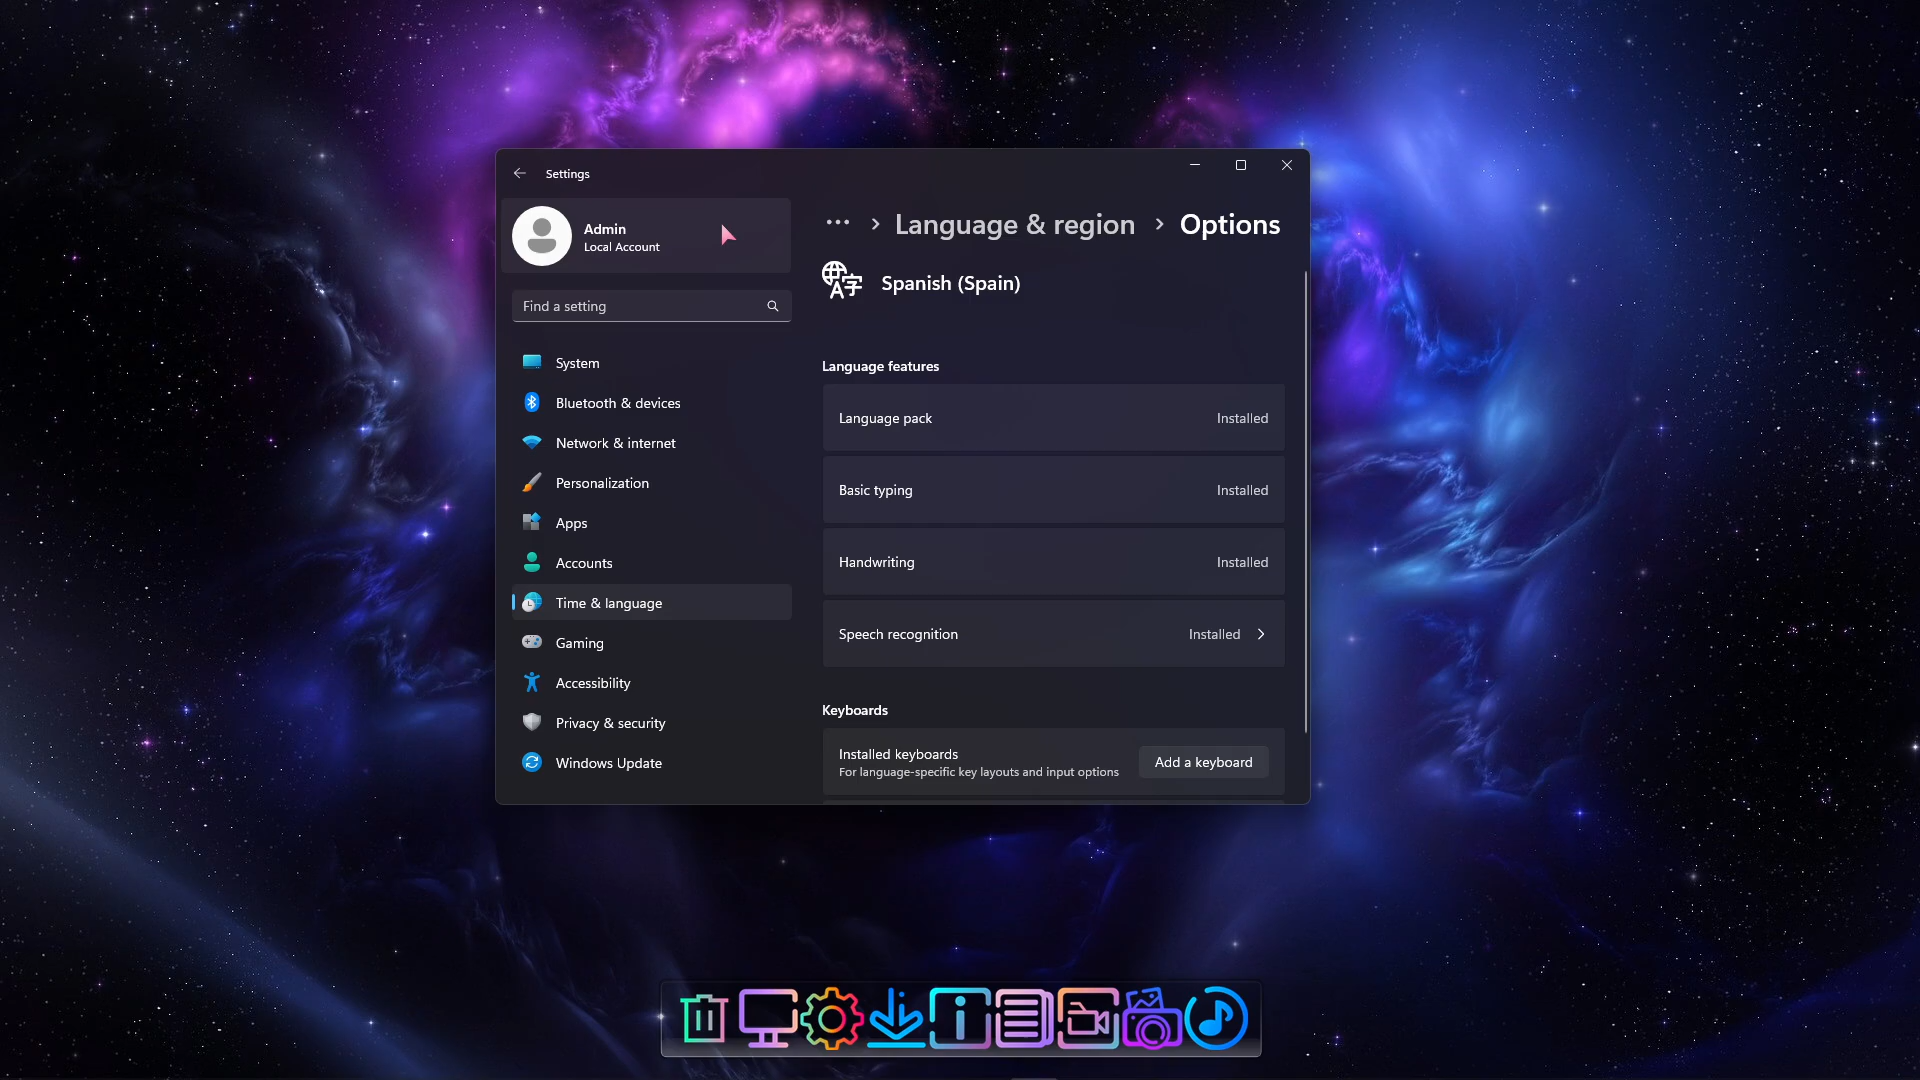 Settings
Admin
Local Account
Find a setting
System
Bluetooth & devices
Network & internet
Personalization
Apps
Accounts
Time & language
Gaming
Accessibility
Privacy & security
Windows Update
··· > Language & region > Options
Spanish (Spain)
Language features
Language pack Installed
Basic typing Installed
Handwriting Installed
Speech recognition Installed
Keyboards
Installed keyboards
For language-specific key layouts and input options
Add a keyboard